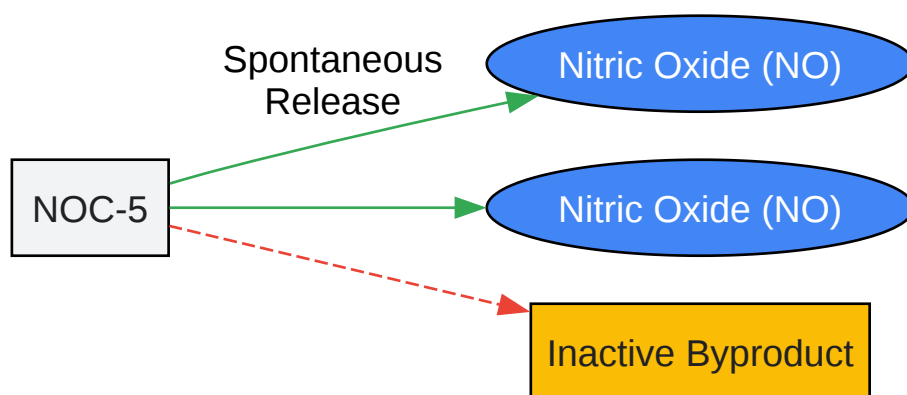 Spontaneous
Release
Nitric Oxide (NO)
NOC-5
Nitric Oxide (NO)
Inactive Byproduct